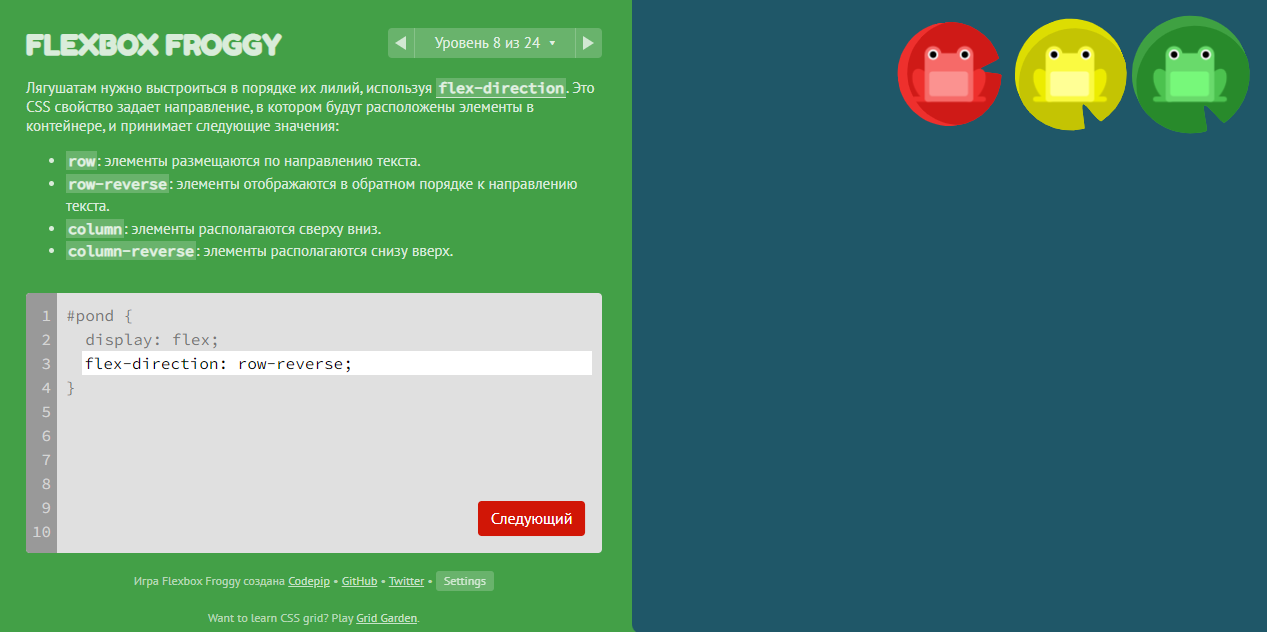 FLEXBOX FROGGY
Уровень 8 из 24
Лягушатам нужно выстроиться в порядке их лилий, используя flex-direction. Это
CSS свойство задает направление, в котором будут расположены элементы в
контейнере, и принимает следующие значения:
• row: элементы размещаются по направлению текста.
• row-reverse: элементы отображаются в обратном порядке к направлению
текста.
• column: элементы располагаются сверху вниз.
• column-reverse: элементы располагаются снизу вверх.
1 #pond {
2 display: flex;
3 flex-direction: row-reverse;
4 }
5
6
7
8
9
10
Следующий
Игра Flexbox Froggy создана Codepip • GitHub • Twitter • Settings
Want to learn CSS grid? Play Grid Garden.